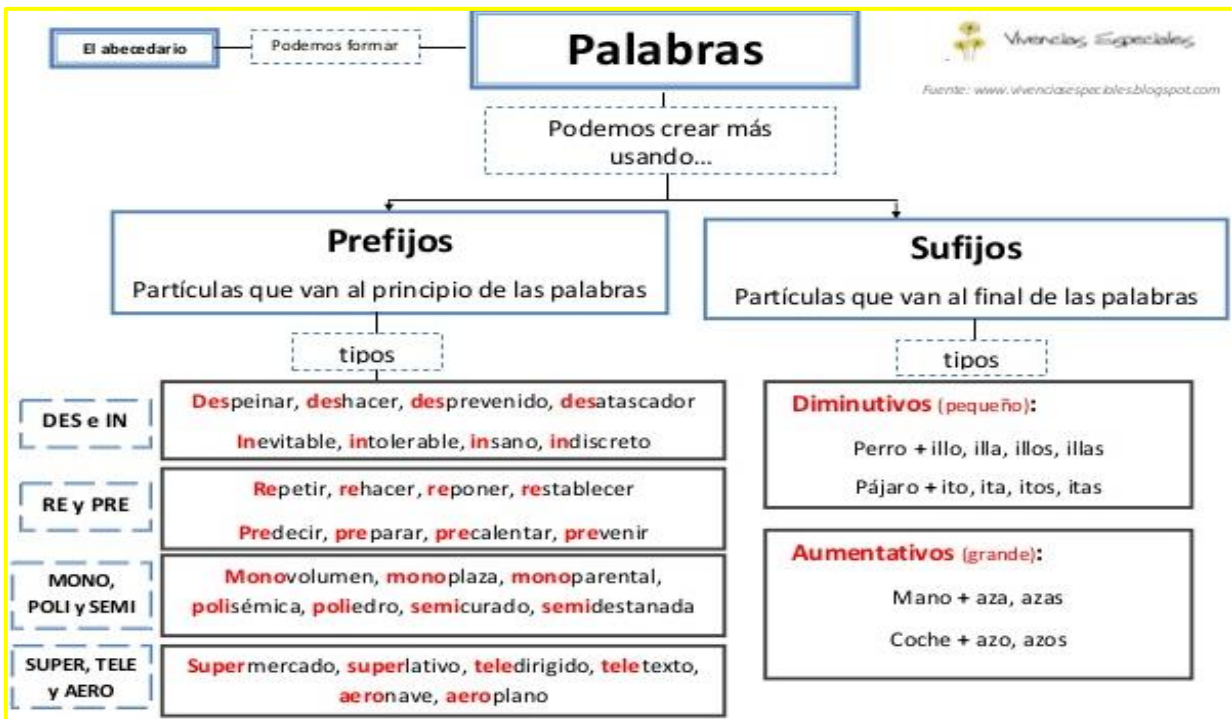 El abecedario
Podemos formar
Palabras
Vivencias Especiales
Fuente: www.vivenciasespeciales.blogspot.com
Podemos crear más
usando...
Prefijos
Partículas que van al principio de las palabras
tipos
DES e IN
Despeinar, deshacer, desprevenido, desatascador
Inevitable, intolerable, insano, indiscreto
RE y PRE
Repetir, rehacer, reponer, restablecer
Predecir, preparar, precalentar, prevenir
MONO,
POLI y SEMI
Monovolumen, monoplaza, monoparental,
polisémica, poliedro, semicurado, semidestanada
SUPER, TELE
y AERO
Supermercado, superlativo, teledirigido, teletexto,
aeronave, aeroplano
Sufijos
Partículas que van al final de las palabras
tipos
Diminutivos (pequeño):
Perro + illo, illa, illos, illas
Pájaro + ito, ita, itos, itas
Aumentativos (grande):
Mano + aza, azas
Coche + azo, azos